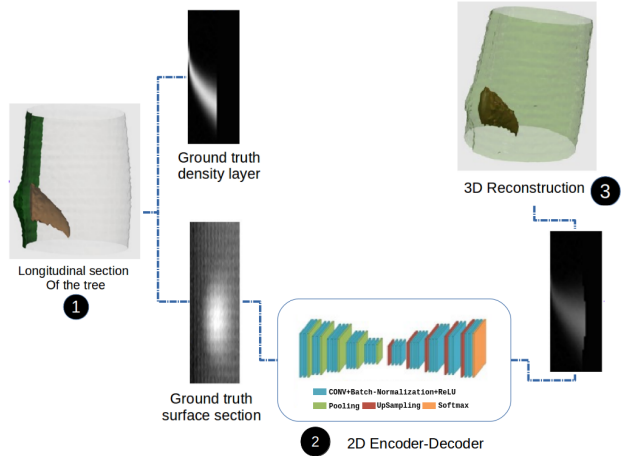 Ground truth
density layer
3D Reconstruction 3
Longitudinal section
Of the tree
1
Ground truth
surface section
CONV+Batch-Normalization+ReLU
Pooling UpSampling Softmax
2 2D Encoder-Decoder